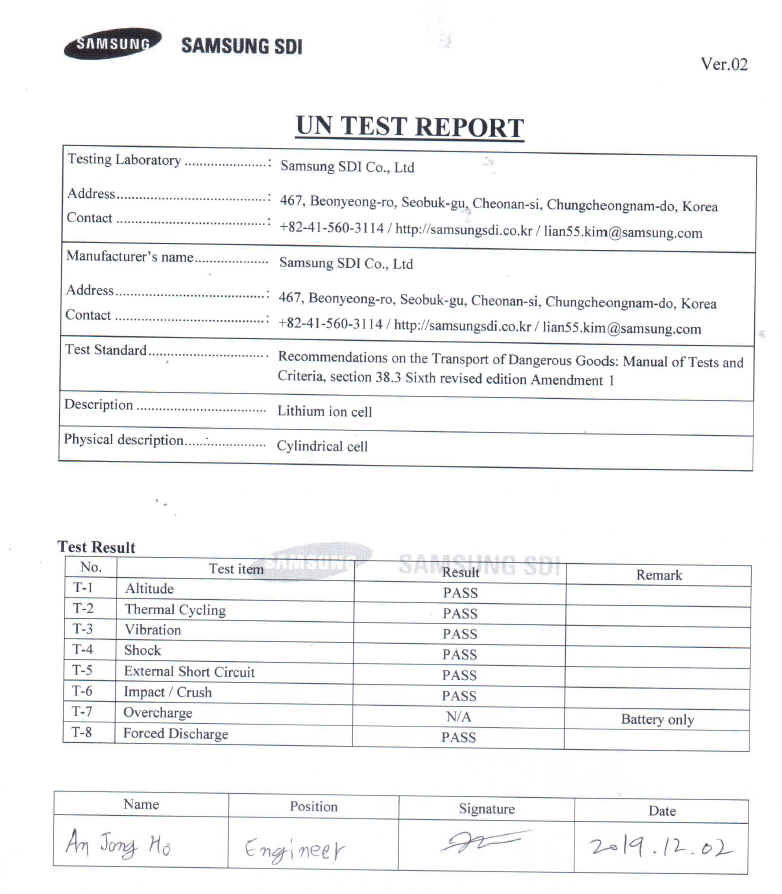 SAMSUNG SAMSUNG SDI
Ver.02
UN TEST REPORT
Testing Laboratory ......................: Samsung SDI Co., Ltd
Address.......................................: 467, Beonyeong-ro, Seobuk-gu, Cheonan-si, Chungcheongnam-do, Korea
Contact .......................................: +82-41-560-3114 / http://samsungsdi.co.kr / lian55.kim@samsung.com
Manufacturer's name................... Samsung SDI Co., Ltd
Address.......................................: 467, Beonyeong-ro, Seobuk-gu, Cheonan-si, Chungcheongnam-do, Korea
Contact .......................................: +82-41-560-3114 / http://samsungsdi.co.kr / lian55.kim@samsung.com
Test Standard............................... Recommendations on the Transport of Dangerous Goods: Manual of Tests and
Criteria, section 38.3 Sixth revised edition Amendment 1
Description .................................. Lithium ion cell
Physical description..................... Cylindrical cell
Test Result
SAMSUNG SAMSUNG SDI
No. Test item Result Remark
T-1 Altitude PASS
T-2 Thermal Cycling PASS
T-3 Vibration PASS
T-4 Shock PASS
T-5 External Short Circuit PASS
T-6 Impact / Crush PASS
T-7 Overcharge N/A Battery only
T-8 Forced Discharge PASS
Name Position Signature Date
An Jong Ho Engineer 2019.12.02